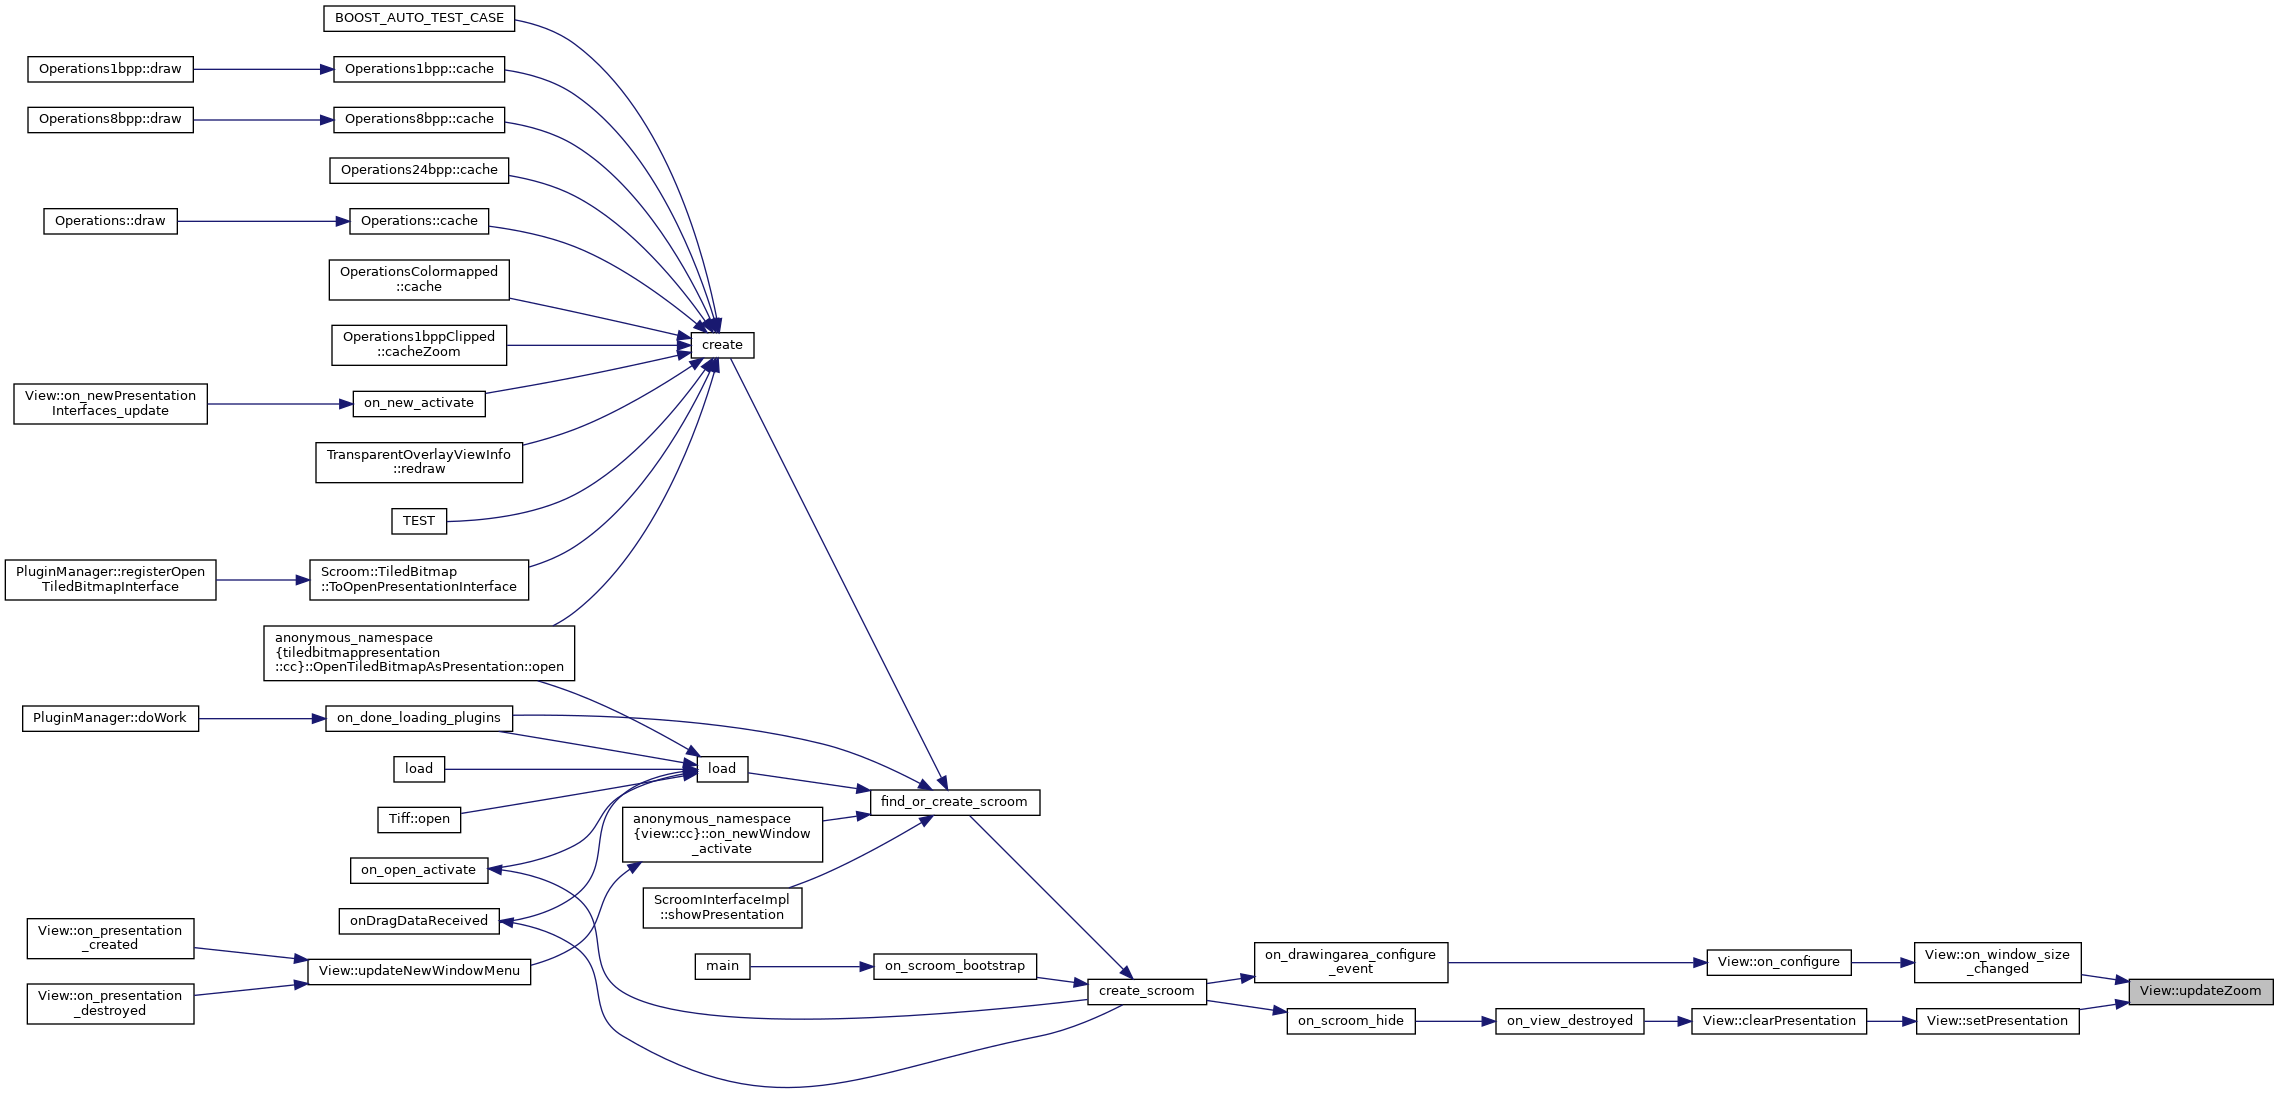 BOOST_AUTO_TEST_CASE
Operations1bpp::draw
Operations1bpp::cache
Operations8bpp::draw
Operations8bpp::cache
Operations24bpp::cache
Operations::draw
Operations::cache
OperationsColormapped
::cache
Operations1bppClipped
::cacheZoom
create
View::on_newPresentation
Interfaces_update
on_new_activate
TransparentOverlayViewInfo
::redraw
TEST
PluginManager::registerOpen
TiledBitmapInterface
Scroom::TiledBitmap
::ToOpenPresentationInterface
anonymous_namespace
{tiledbitmappresentation
::cc}::OpenTiledBitmapAsPresentation::open
PluginManager::doWork
on_done_loading_plugins
load
load
Tiff::open
find_or_create_scroom
anonymous_namespace
{view::cc}::on_newWindow
_activate
on_open_activate
ScroomInterfaceImpl
::showPresentation
onDragDataReceived
View::on_presentation
_created
View::updateNewWindowMenu
View::on_presentation
_destroyed
main
on_scroom_bootstrap
create_scroom
on_drawingarea_configure
_event
View::on_configure
View::on_window_size
_changed
View::updateZoom
on_scroom_hide
on_view_destroyed
View::clearPresentation
View::setPresentation